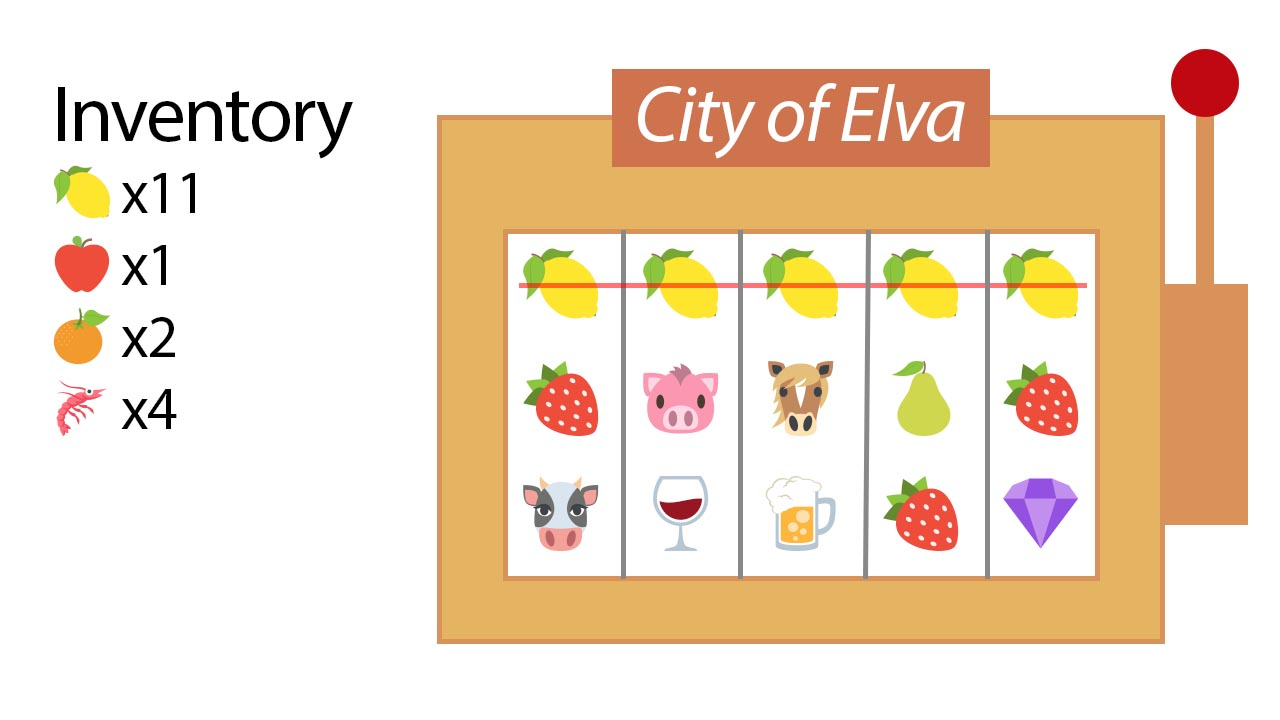 Inventory
x11
x1
x2
x4
City of Elva